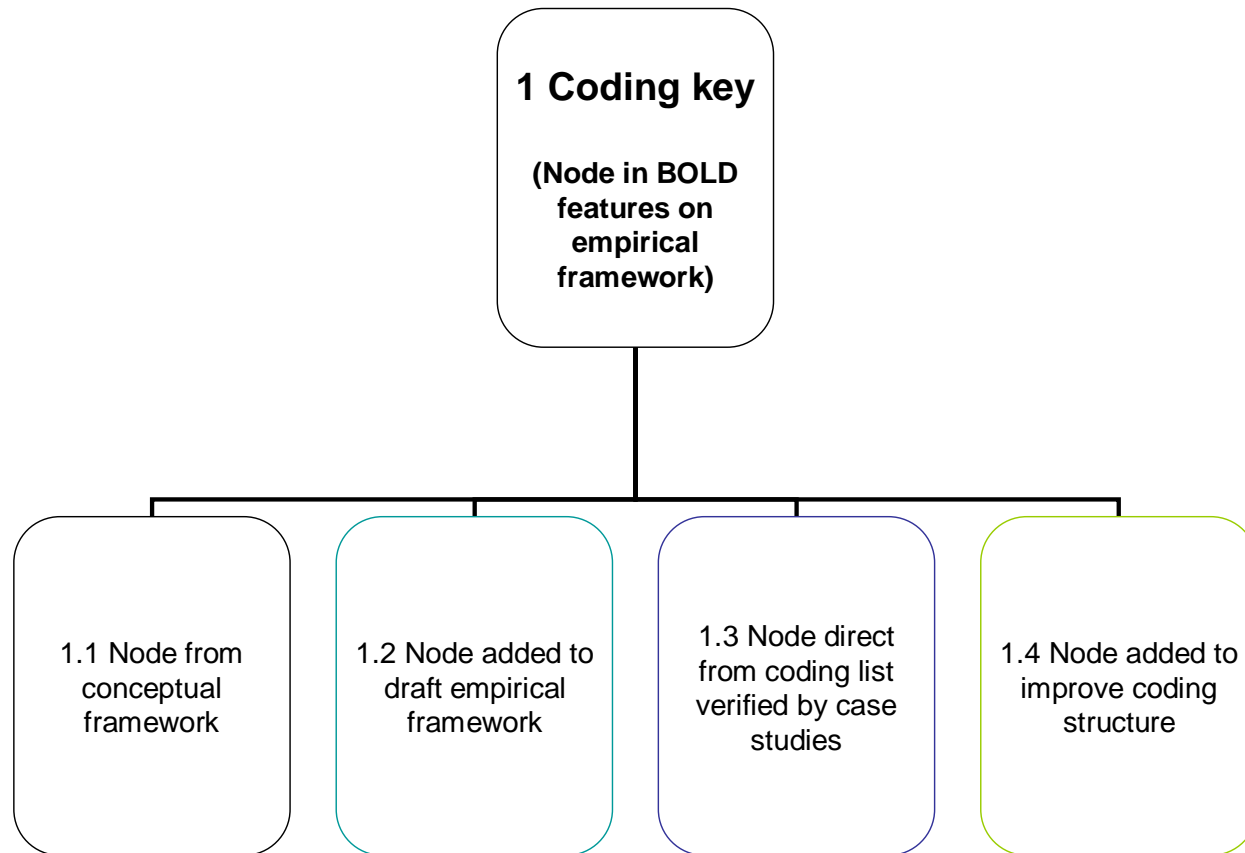 1 Coding key
(Node in BOLD
features on
empirical
framework)
1.1 Node from
conceptual
framework
1.2 Node added to
draft empirical
framework
1.3 Node direct
from coding list
verified by case
studies
1.4 Node added to
improve coding
structure